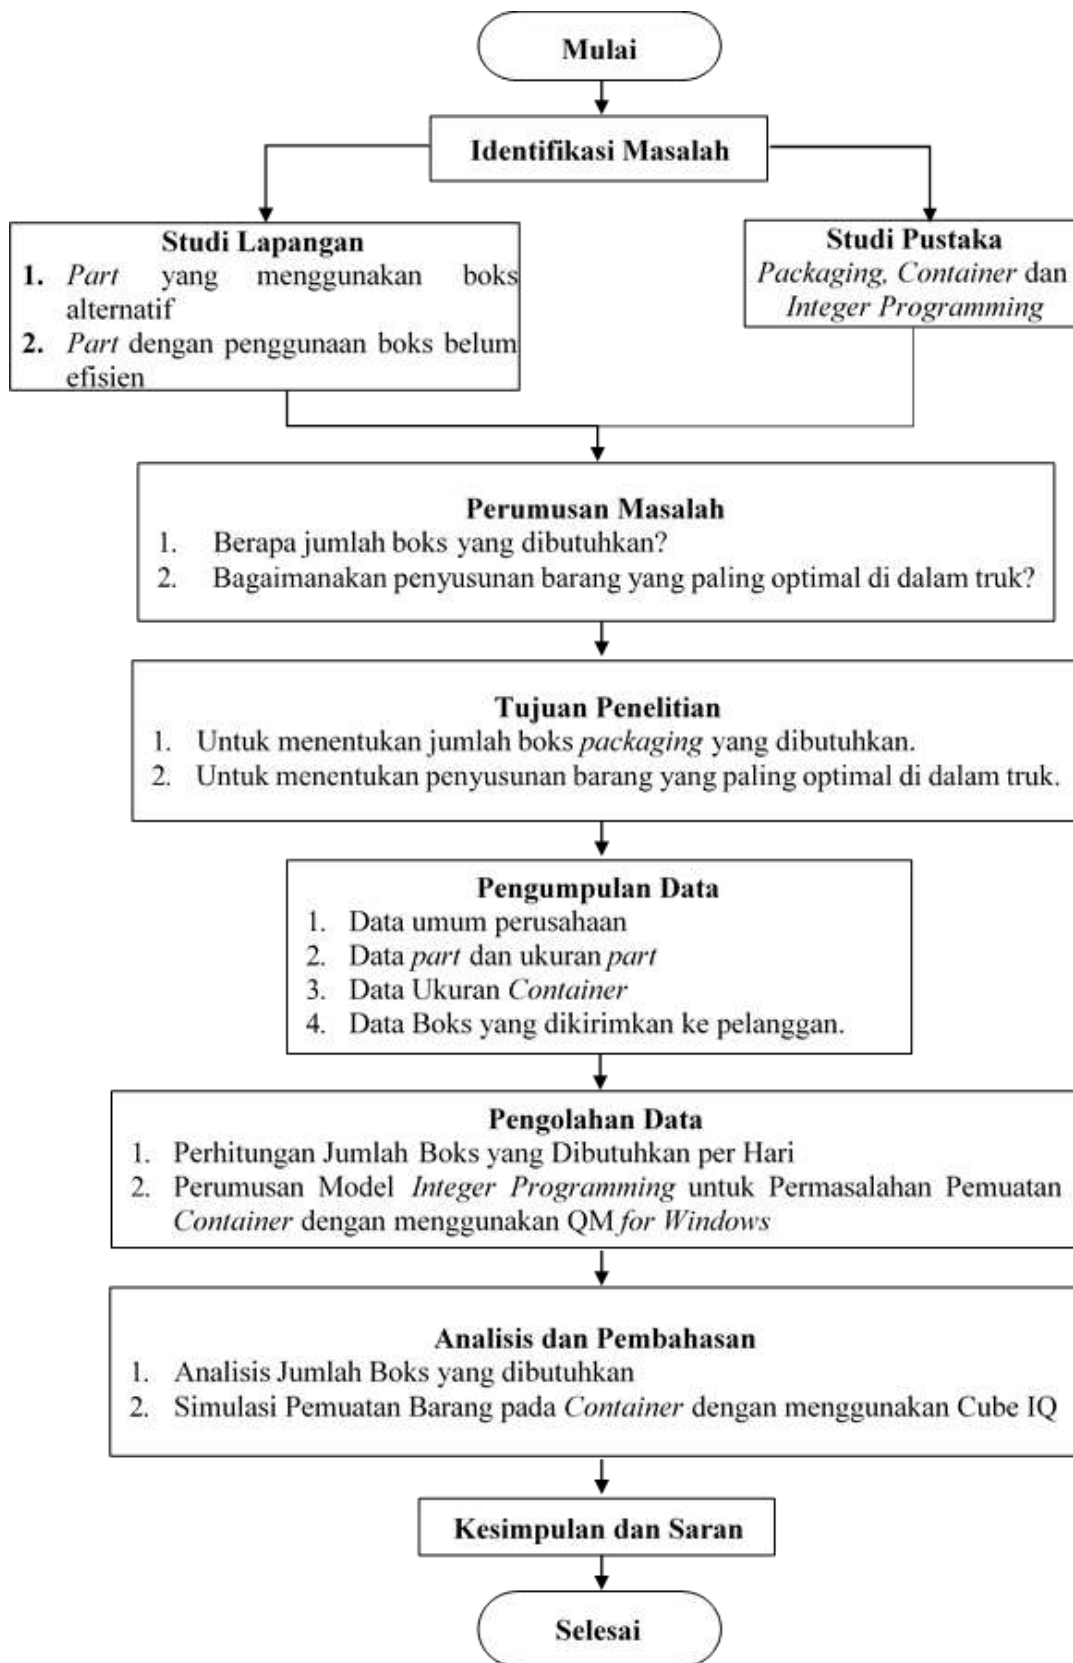 Mulai
Identifikasi Masalah
Studi Lapangan
1. Part yang menggunakan boks
alternatif
2. Part dengan penggunaan boks belum
efisien
Studi Pustaka
Packaging, Container dan
Integer Programming
Perumusan Masalah
1. Berapa jumlah boks yang dibutuhkan?
2. Bagaimanakan penyusunan barang yang paling optimal di dalam truk?
Tujuan Penelitian
1. Untuk menentukan jumlah boks packaging yang dibutuhkan.
2. Untuk menentukan penyusunan barang yang paling optimal di dalam truk.
Pengumpulan Data
1. Data umum perusahaan
2. Data part dan ukuran part
3. Data Ukuran Container
4. Data Boks yang dikirimkan ke pelanggan.
Pengolahan Data
1. Perhitungan Jumlah Boks yang Dibutuhkan per Hari
2. Perumusan Model Integer Programming untuk Permasalahan Pemuatan
Container dengan menggunakan QM for Windows
Analisis dan Pembahasan
1. Analisis Jumlah Boks yang dibutuhkan
2. Simulasi Pemuatan Barang pada Container dengan menggunakan Cube IQ
Kesimpulan dan Saran
Selesai